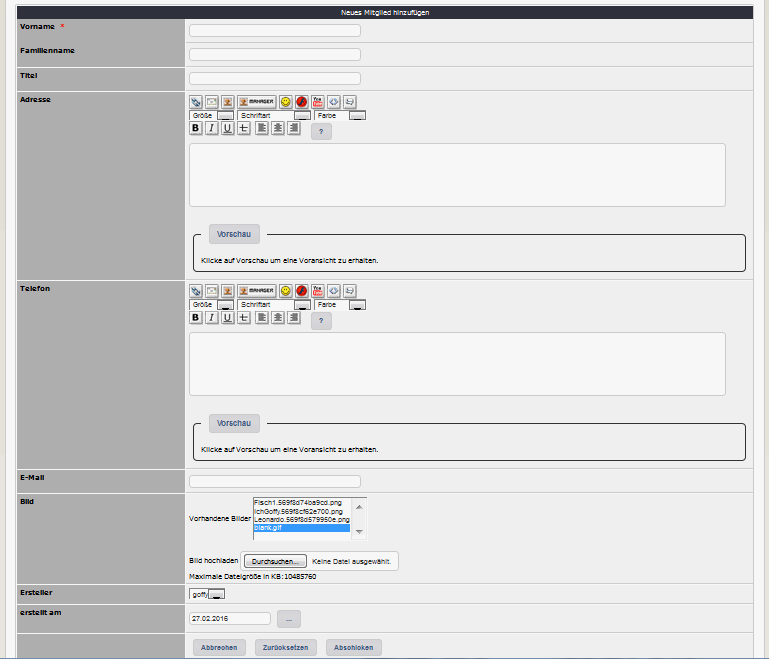 Neues Mitglied hinzufügen
Vorname *
Familienname
Titel
Adresse
MANAGER You Tube
Größe Schriftart Farbe
B I U T ?
Vorschau
Klicke auf Vorschau um eine Voransicht zu erhalten.
Telefon
MANAGER You Tube
Größe Schriftart Farbe
B I U T ?
Vorschau
Klicke auf Vorschau um eine Voransicht zu erhalten.
E-Mail
Bild
Vorhandene Bilder
Fisch1.569f8d74ba9cd.png
IchGoffy.569f8cf62e700.png
Leonardo.569f8d579950e.png
blank.gif
Bild hochladen Durchsuchen... Keine Datei ausgewählt.
Maximale Dateigröße in KB:10485760
Ersteller goffy
erstellt am
27.02.2016 ...
Abbrechen Zurücksetzen Abschicken